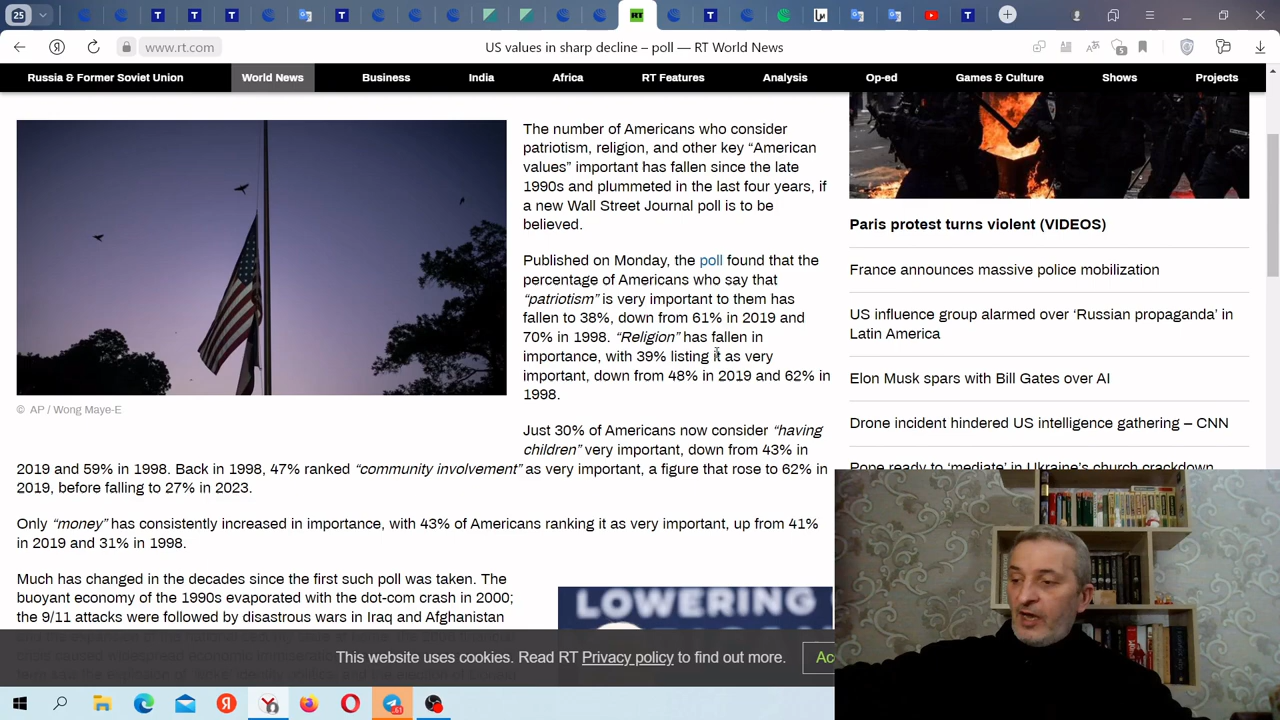 25
www.rt.com
US values in sharp decline – poll — RT World News
5
Russia & Former Soviet Union
World News
Business
India
Africa
RT Features
Analysis
Op-ed
Games & Culture
Shows
Projects
© AP / Wong Maye-E
The number of Americans who consider
patriotism, religion, and other key “American
values” important has fallen since the late
1990s and plummeted in the last four years, if
a new Wall Street Journal poll is to be
believed.
Published on Monday, the poll found that the
percentage of Americans who say that
“patriotism” is very important to them has
fallen to 38%, down from 61% in 2019 and
70% in 1998. “Religion” has fallen in
importance, with 39% listing it as very
important, down from 48% in 2019 and 62% in
1998.
Just 30% of Americans now consider “having
children” very important, down from 43% in
2019 and 59% in 1998. Back in 1998, 47% ranked “community involvement” as very important, a figure that rose to 62% in
2019, before falling to 27% in 2023.
Only “money” has consistently increased in importance, with 43% of Americans ranking it as very important, up from 41%
in 2019 and 31% in 1998.
Much has changed in the decades since the first such poll was taken. The
buoyant economy of the 1990s evaporated with the dot-com crash in 2000;
the 9/11 attacks were followed by disastrous wars in Iraq and Afghanistan
LOWERING
Paris protest turns violent (VIDEOS)
France announces massive police mobilization
US influence group alarmed over ‘Russian propaganda’ in
Latin America
Elon Musk spars with Bill Gates over AI
Drone incident hindered US intelligence gathering – CNN
Pope ready to ‘mediate’ in Ukraine’s church crackdown
This website uses cookies. Read RT Privacy policy to find out more.
Ac